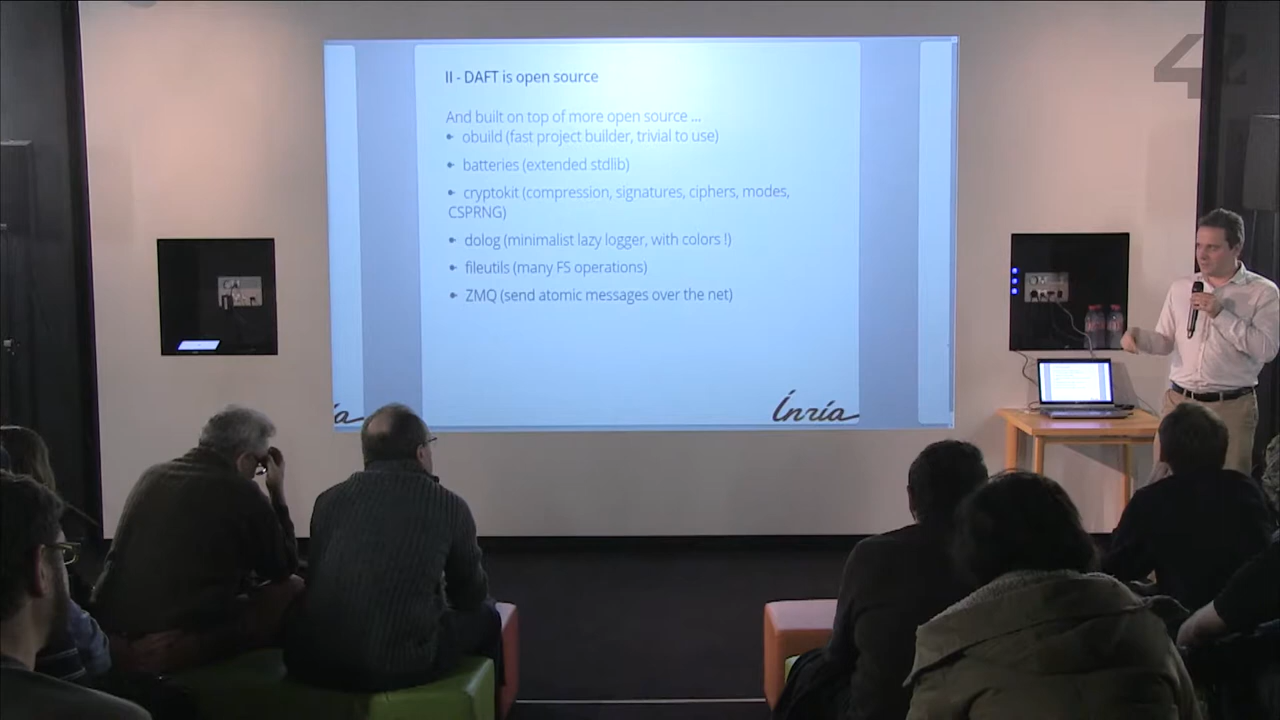 42
II - DAFT is open source
And built on top of more open source ...
obuild (fast project builder, trivial to use)
batteries (extended stdlib)
cryptokit (compression, signatures, ciphers, modes,
CSPRNG)
dolog (minimalist lazy logger, with colors !)
fileutils (many FS operations)
ZMQ (send atomic messages over the net)
ia
Inria